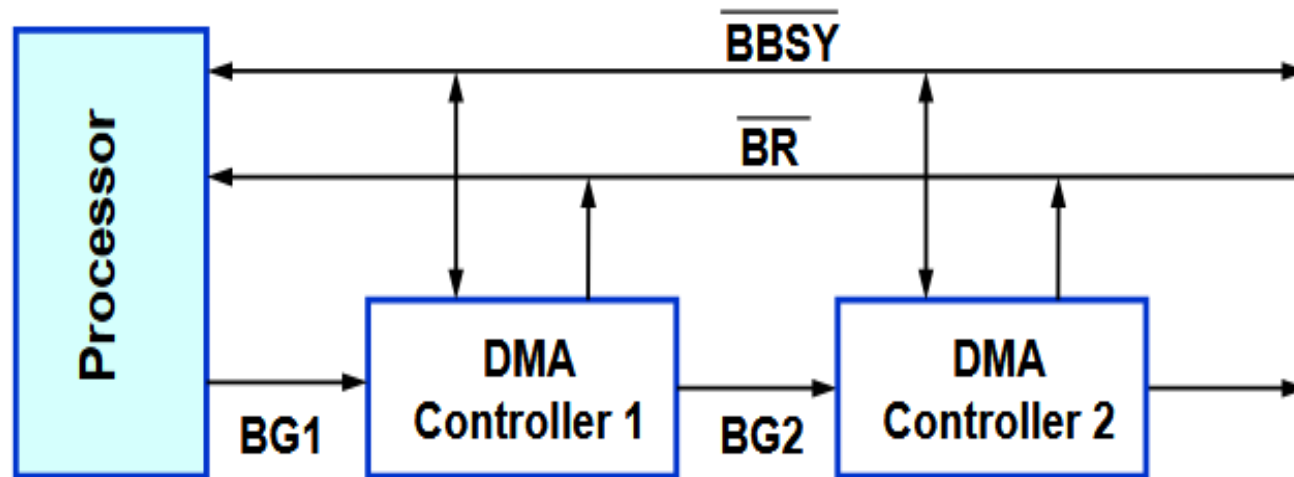 BBSY
BR
Processor
DMA
Controller 1
DMA
Controller 2
BG1
BG2